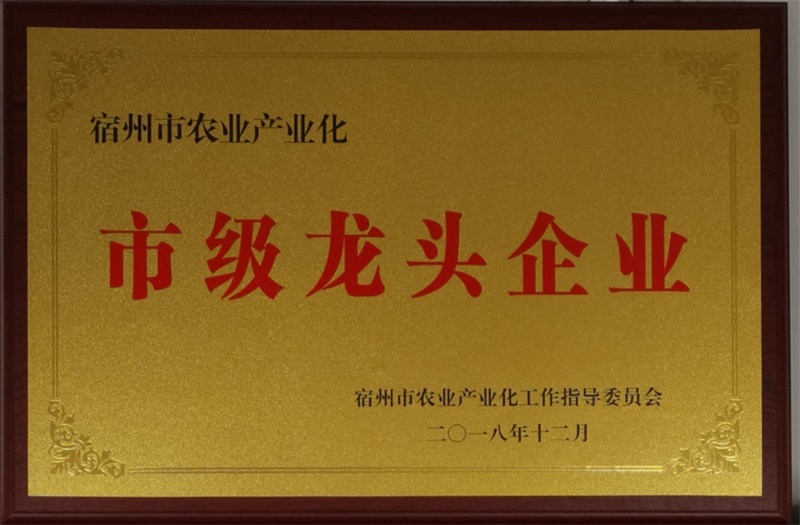 宿州市农业产业化
市级龙头企业
宿州市农业产业化工作指导委员会
二〇一八年十二月